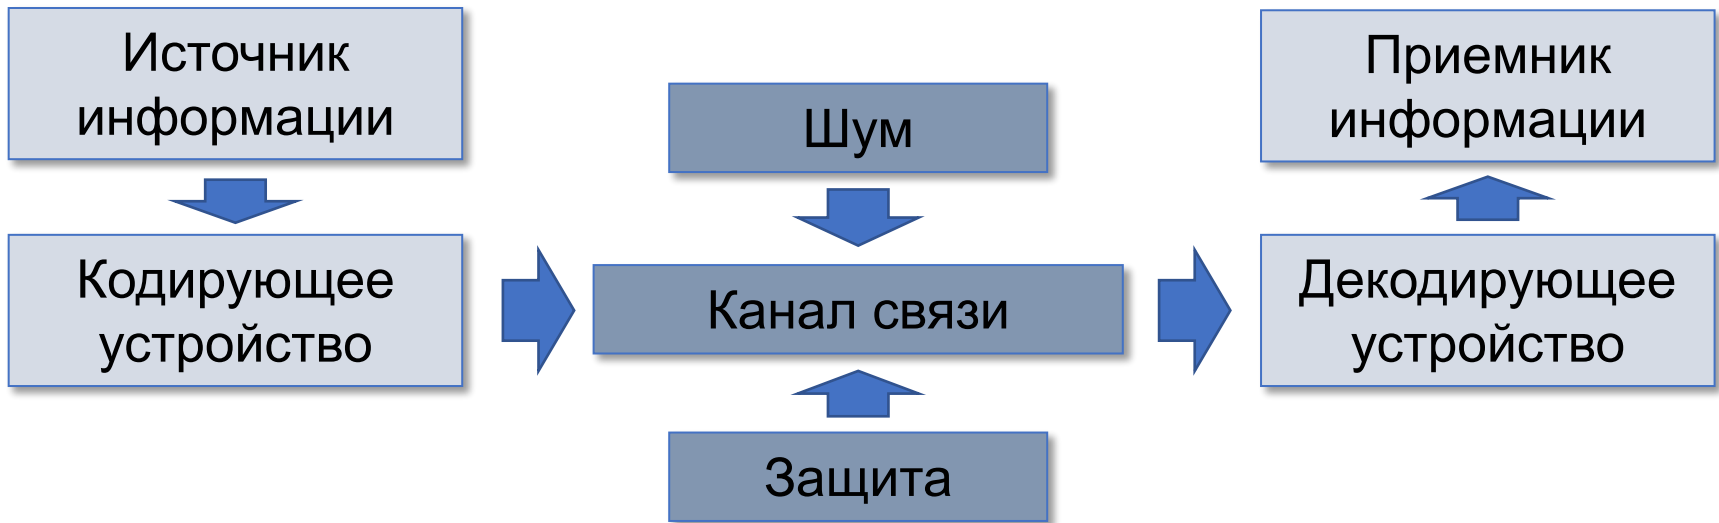 Источник
информации
Кодирующее
устройство
Шум
Канал связи
Защита
Приемник
информации
Декодирующее
устройство